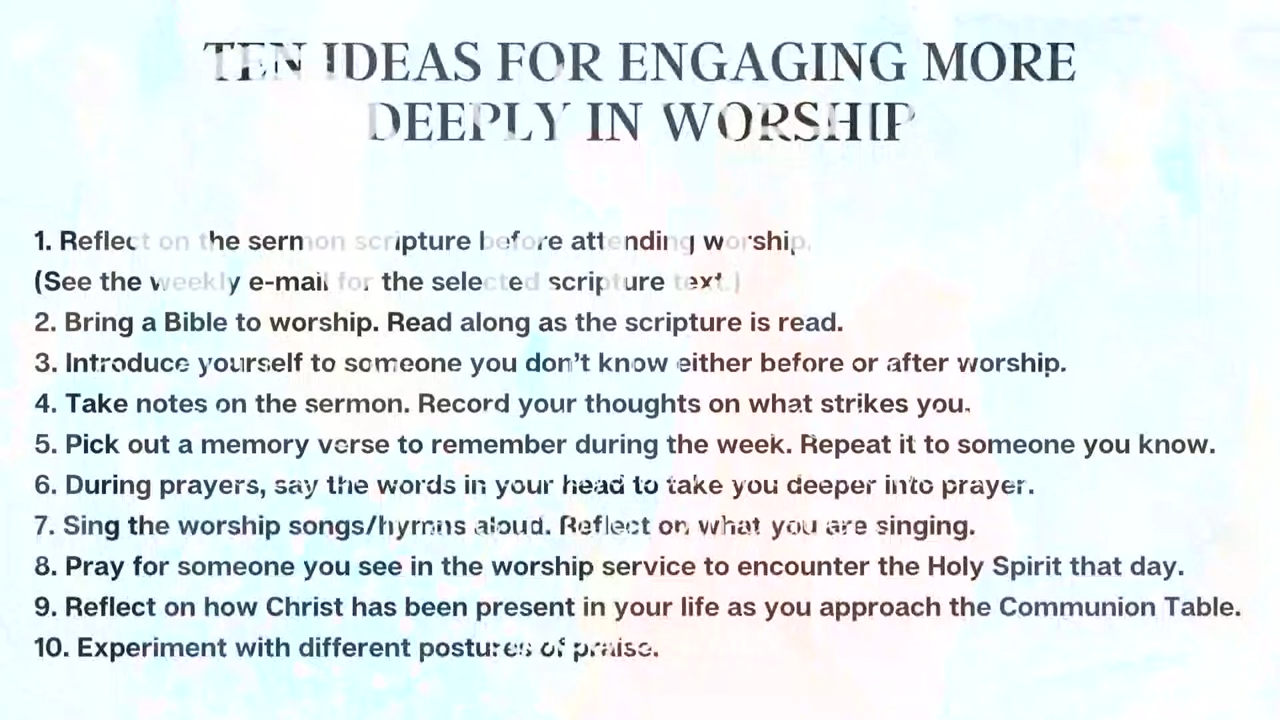 TEN IDEAS FOR ENGAGING MORE
DEEPLY IN WORSHIP
1. Reflect on the sermon scripture before attending worship.
(See the weekly e-mail for the selected scripture text.)
2. Bring a Bible to worship. Read along as the scripture is read.
3. Introduce yourself to someone you don't know either before or after worship.
4. Take notes on the sermon. Record your thoughts on what strikes you.
5. Pick out a memory verse to remember during the week. Repeat it to someone you know.
6. During prayers, say the words in your head to take you deeper into prayer.
7. Sing the worship songs/hymns aloud. Reflect on what you are singing.
8. Pray for someone you see in the worship service to encounter the Holy Spirit that day.
9. Reflect on how Christ has been present in your life as you approach the Communion Table.
10. Experiment with different postures of praise.